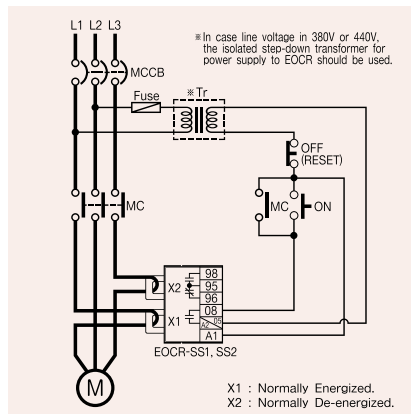 L1 L2 L3
※In case line voltage in 380V or 440V,
the isolated step-down transformer for
power supply to EOCR should be used.
MCCB
Fuse
※Tr
OFF
(RESET)
MC
MC
ON
98
X2
95
96
08
X1
A2 05
A1
EOCR-SS1, SS2
M
X1 : Normally Energized.
X2 : Normally De-energized.